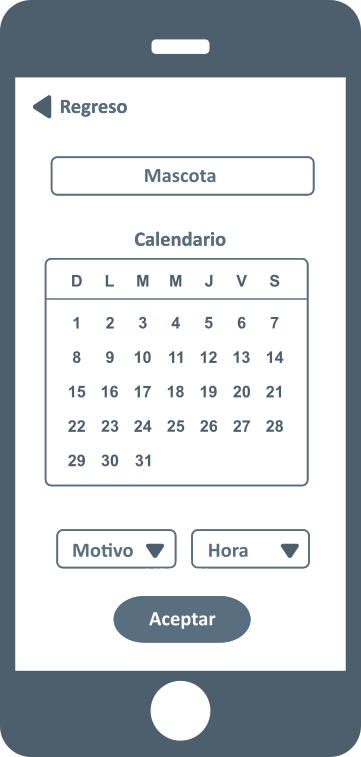 Regreso
Mascota
Calendario
D L M M J V S
1 2 3 4 5 6 7
8 9 10 11 12 13 14
15 16 17 18 19 20 21
22 23 24 25 26 27 28
29 30 31
Motivo Hora
Aceptar